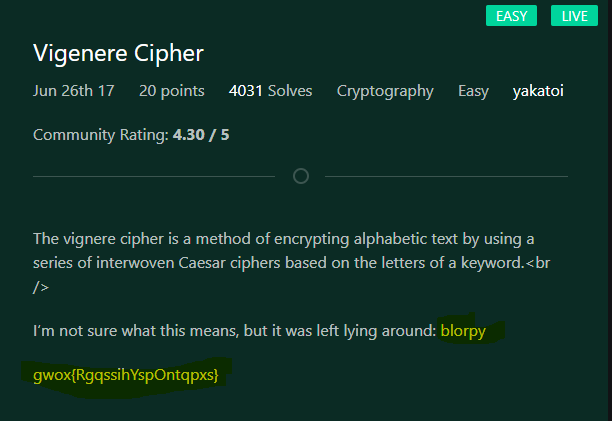 EASY LIVE
Vigenere Cipher
Jun 26th 17 20 points 4031 Solves Cryptography Easy yakatoi
Community Rating: 4.30 / 5
The vignere cipher is a method of encrypting alphabetic text by using a
series of interwoven Caesar ciphers based on the letters of a keyword.<br
/>
I’m not sure what this means, but it was left lying around: blorpy
gwox{RgqssihYspOntqpxs}